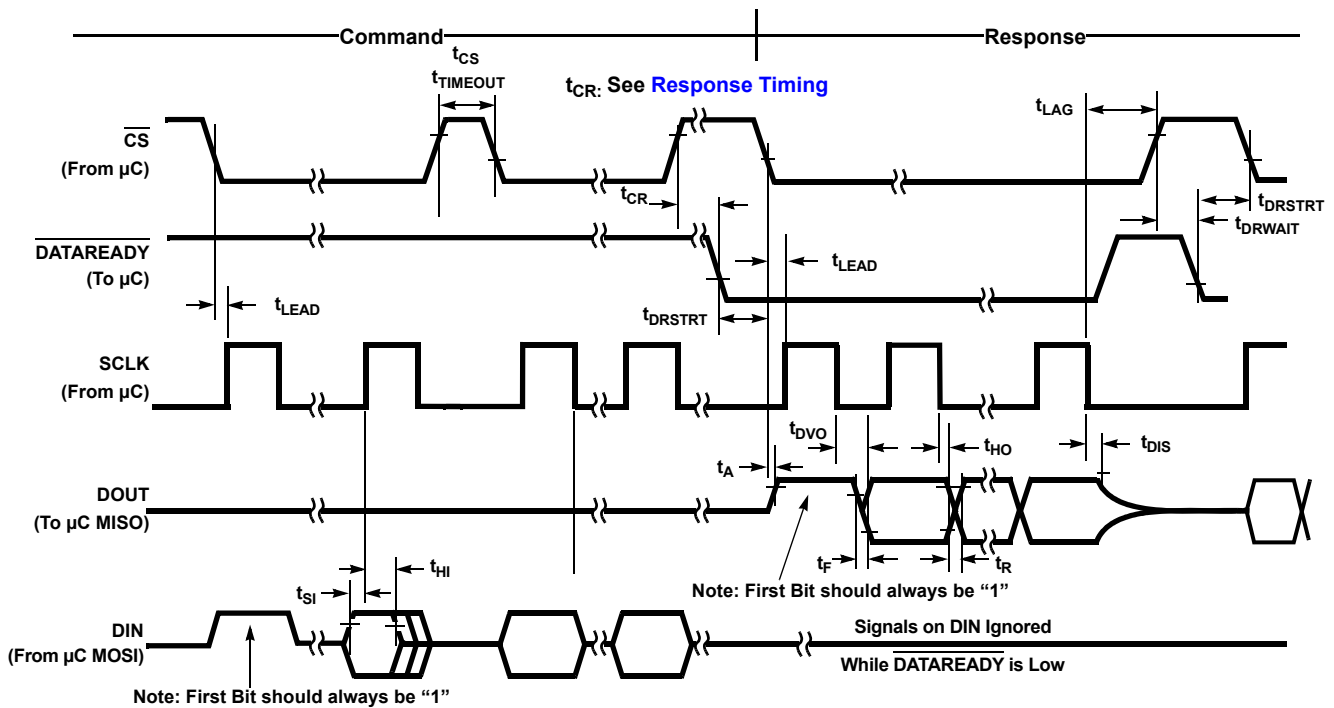 Command
Response
tCS
tTIMEOUT
tCR: See Response Timing
tLAG
CS
(From µC)
tCR
tDRSTRT
tDRWAIT
DATAREADY
(To µC)
tLEAD
tLEAD
tDRSTRT
SCLK
(From µC)
tDVO
tHO
tDIS
tA
DOUT
(To µC MISO)
tHI
tF
tR
tSI
Note: First Bit should always be “1”
DIN
(From µC MOSI)
Signals on DIN Ignored
While DATAREADY is Low
Note: First Bit should always be “1”